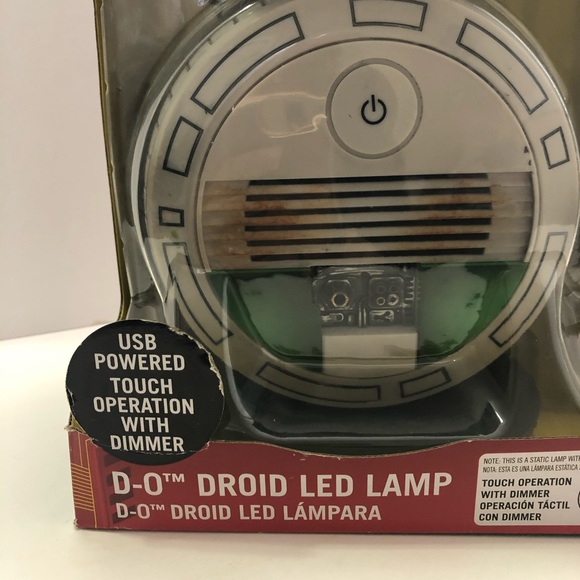 USB
POWERED
TOUCH
OPERATION
WITH
DIMMER
D-O™ DROID LED LAMP
D-O™ DROID LED LÁMPARA
NOTE: THIS IS A STATIC LAMP WITH
NOTA: ESTA ES UNA LÁMPARA ESTÁTICA
TOUCH OPERATION
WITH DIMMER
OPERACIÓN TÁCTIL
CON DIMMER